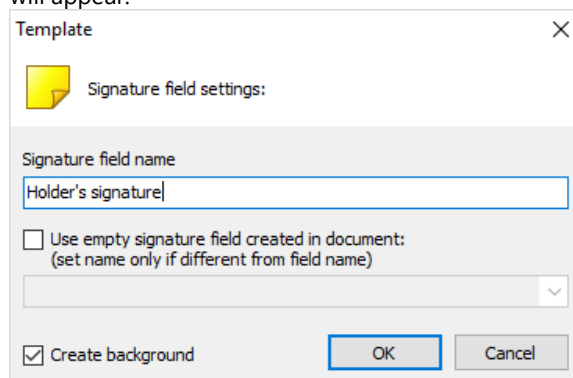 will appear.
Template
Signature field settings:
Signature field name
Holder's signature
Use empty signature field created in document:
(set name only if different from field name)
Create background
OK
Cancel